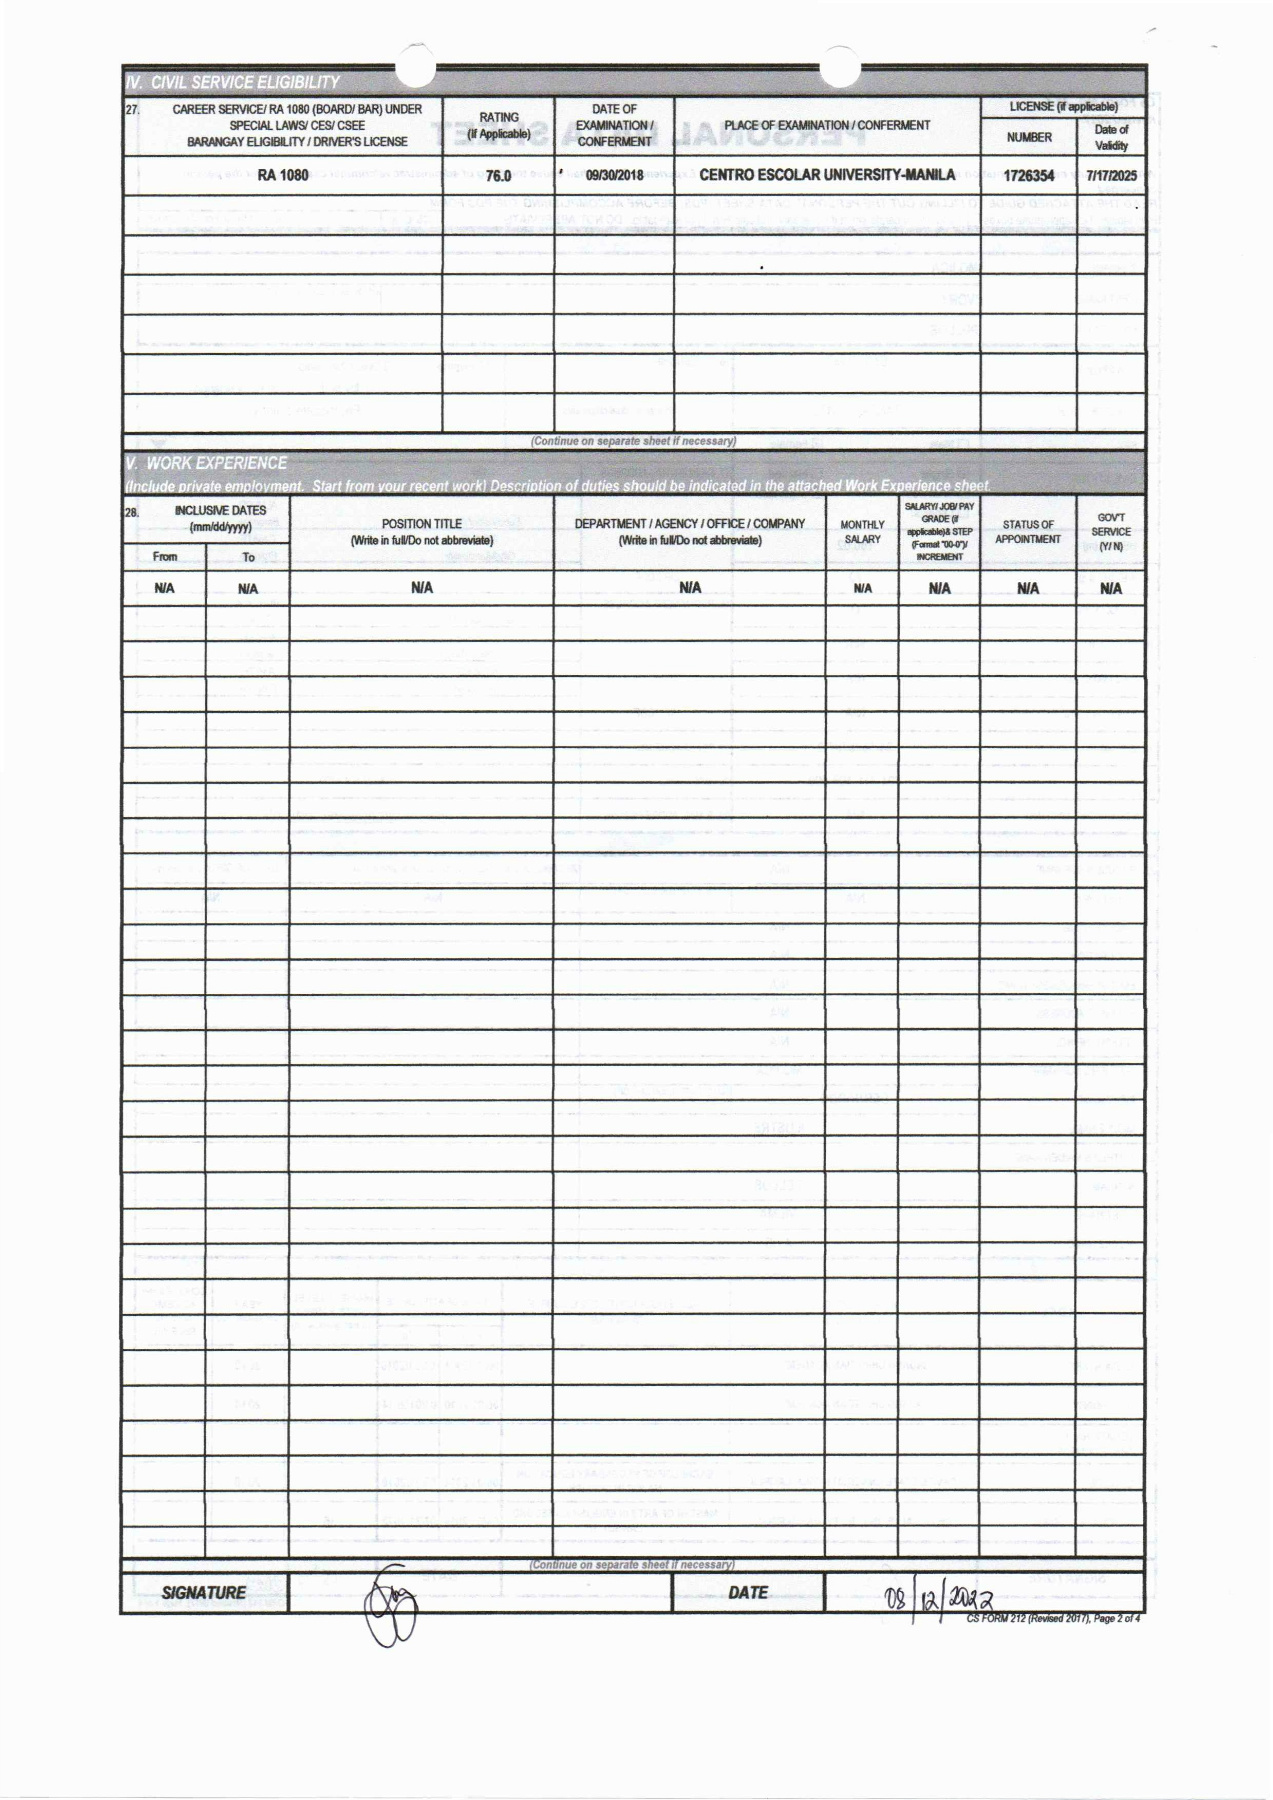 IV. CIVIL SERVICE ELIGIBILITY
27.
CAREER SERVICE/ RA 1080 (BOARD/ BAR) UNDER
SPECIAL LAWS/ CES/ CSEE
BARANGAY ELIGIBILITY / DRIVER'S LICENSE
RATING
(If Applicable)
DATE OF
EXAMINATION /
CONFERMENT
PLACE OF EXAMINATION / CONFERMENT
LICENSE (if applicable)
NUMBER
Date of
Validity
RA 1080 76.0 09/30/2018 CENTRO ESCOLAR UNIVERSITY-MANILA 1726354 7/17/2025
(Continue on separate sheet if necessary)
V. WORK EXPERIENCE
(Include private employment. Start from your recent work) Description of duties should be indicated in the attached Work Experience sheet.
28.
INCLUSIVE DATES
(mm/dd/yyyy)
From
To
POSITION TITLE
(Write in full/Do not abbreviate)
DEPARTMENT / AGENCY / OFFICE / COMPANY
(Write in full/Do not abbreviate)
MONTHLY
SALARY
SALARY/ JOB/ PAY
GRADE (if
applicable)& STEP
(Format "00-0")/
INCREMENT
STATUS OF
APPOINTMENT
GOV'T
SERVICE
(Y/ N)
N/A N/A N/A N/A N/A N/A N/A N/A
(Continue on separate sheet if necessary)
SIGNATURE
DATE
08/12/2022
CS FORM 212 (Revised 2017), Page 2 of 4